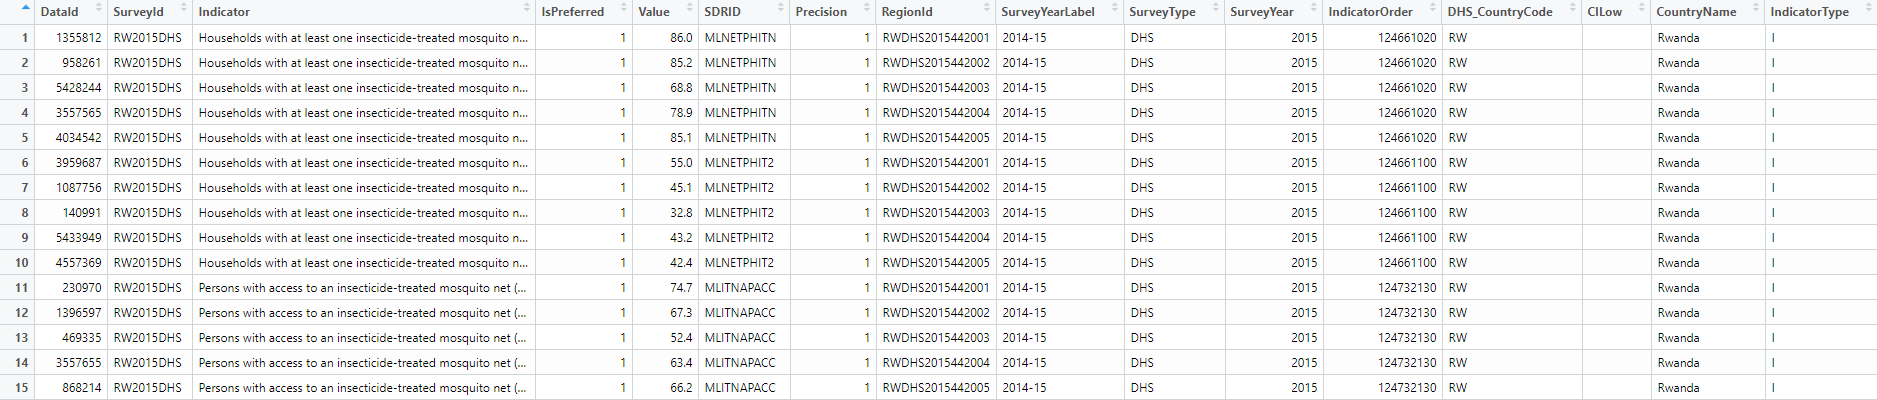 DataId SurveyId Indicator IsPreferred Value SDRID Precision RegionId SurveyYearLabel SurveyType SurveyYear IndicatorOrder DHS_CountryCode CILow CountryName IndicatorType
1 1355812 RW2015DHS Households with at least one insecticide-treated mosquito n... 1 86.0 MLNETPHITN 1 RWDHS2015442001 2014-15 DHS 2015 124661020 RW Rwanda I
2 958261 RW2015DHS Households with at least one insecticide-treated mosquito n... 1 85.2 MLNETPHITN 1 RWDHS2015442002 2014-15 DHS 2015 124661020 RW Rwanda I
3 5428244 RW2015DHS Households with at least one insecticide-treated mosquito n... 1 68.8 MLNETPHITN 1 RWDHS2015442003 2014-15 DHS 2015 124661020 RW Rwanda I
4 3557565 RW2015DHS Households with at least one insecticide-treated mosquito n... 1 78.9 MLNETPHITN 1 RWDHS2015442004 2014-15 DHS 2015 124661020 RW Rwanda I
5 4034542 RW2015DHS Households with at least one insecticide-treated mosquito n... 1 85.1 MLNETPHITN 1 RWDHS2015442005 2014-15 DHS 2015 124661020 RW Rwanda I
6 3959687 RW2015DHS Households with at least one insecticide-treated mosquito n... 1 55.0 MLNETPHIT2 1 RWDHS2015442001 2014-15 DHS 2015 124661100 RW Rwanda I
7 1087756 RW2015DHS Households with at least one insecticide-treated mosquito n... 1 45.1 MLNETPHIT2 1 RWDHS2015442002 2014-15 DHS 2015 124661100 RW Rwanda I
8 140991 RW2015DHS Households with at least one insecticide-treated mosquito n... 1 32.8 MLNETPHIT2 1 RWDHS2015442003 2014-15 DHS 2015 124661100 RW Rwanda I
9 5433949 RW2015DHS Households with at least one insecticide-treated mosquito n... 1 43.2 MLNETPHIT2 1 RWDHS2015442004 2014-15 DHS 2015 124661100 RW Rwanda I
10 4557369 RW2015DHS Households with at least one insecticide-treated mosquito n... 1 42.4 MLNETPHIT2 1 RWDHS2015442005 2014-15 DHS 2015 124661100 RW Rwanda I
11 230970 RW2015DHS Persons with access to an insecticide-treated mosquito net (... 1 74.7 MLITNAPACC 1 RWDHS2015442001 2014-15 DHS 2015 124732130 RW Rwanda I
12 1396597 RW2015DHS Persons with access to an insecticide-treated mosquito net (... 1 67.3 MLITNAPACC 1 RWDHS2015442002 2014-15 DHS 2015 124732130 RW Rwanda I
13 469335 RW2015DHS Persons with access to an insecticide-treated mosquito net (... 1 52.4 MLITNAPACC 1 RWDHS2015442003 2014-15 DHS 2015 124732130 RW Rwanda I
14 3557655 RW2015DHS Persons with access to an insecticide-treated mosquito net (... 1 63.4 MLITNAPACC 1 RWDHS2015442004 2014-15 DHS 2015 124732130 RW Rwanda I
15 868214 RW2015DHS Persons with access to an insecticide-treated mosquito net (... 1 66.2 MLITNAPACC 1 RWDHS2015442005 2014-15 DHS 2015 124732130 RW Rwanda I